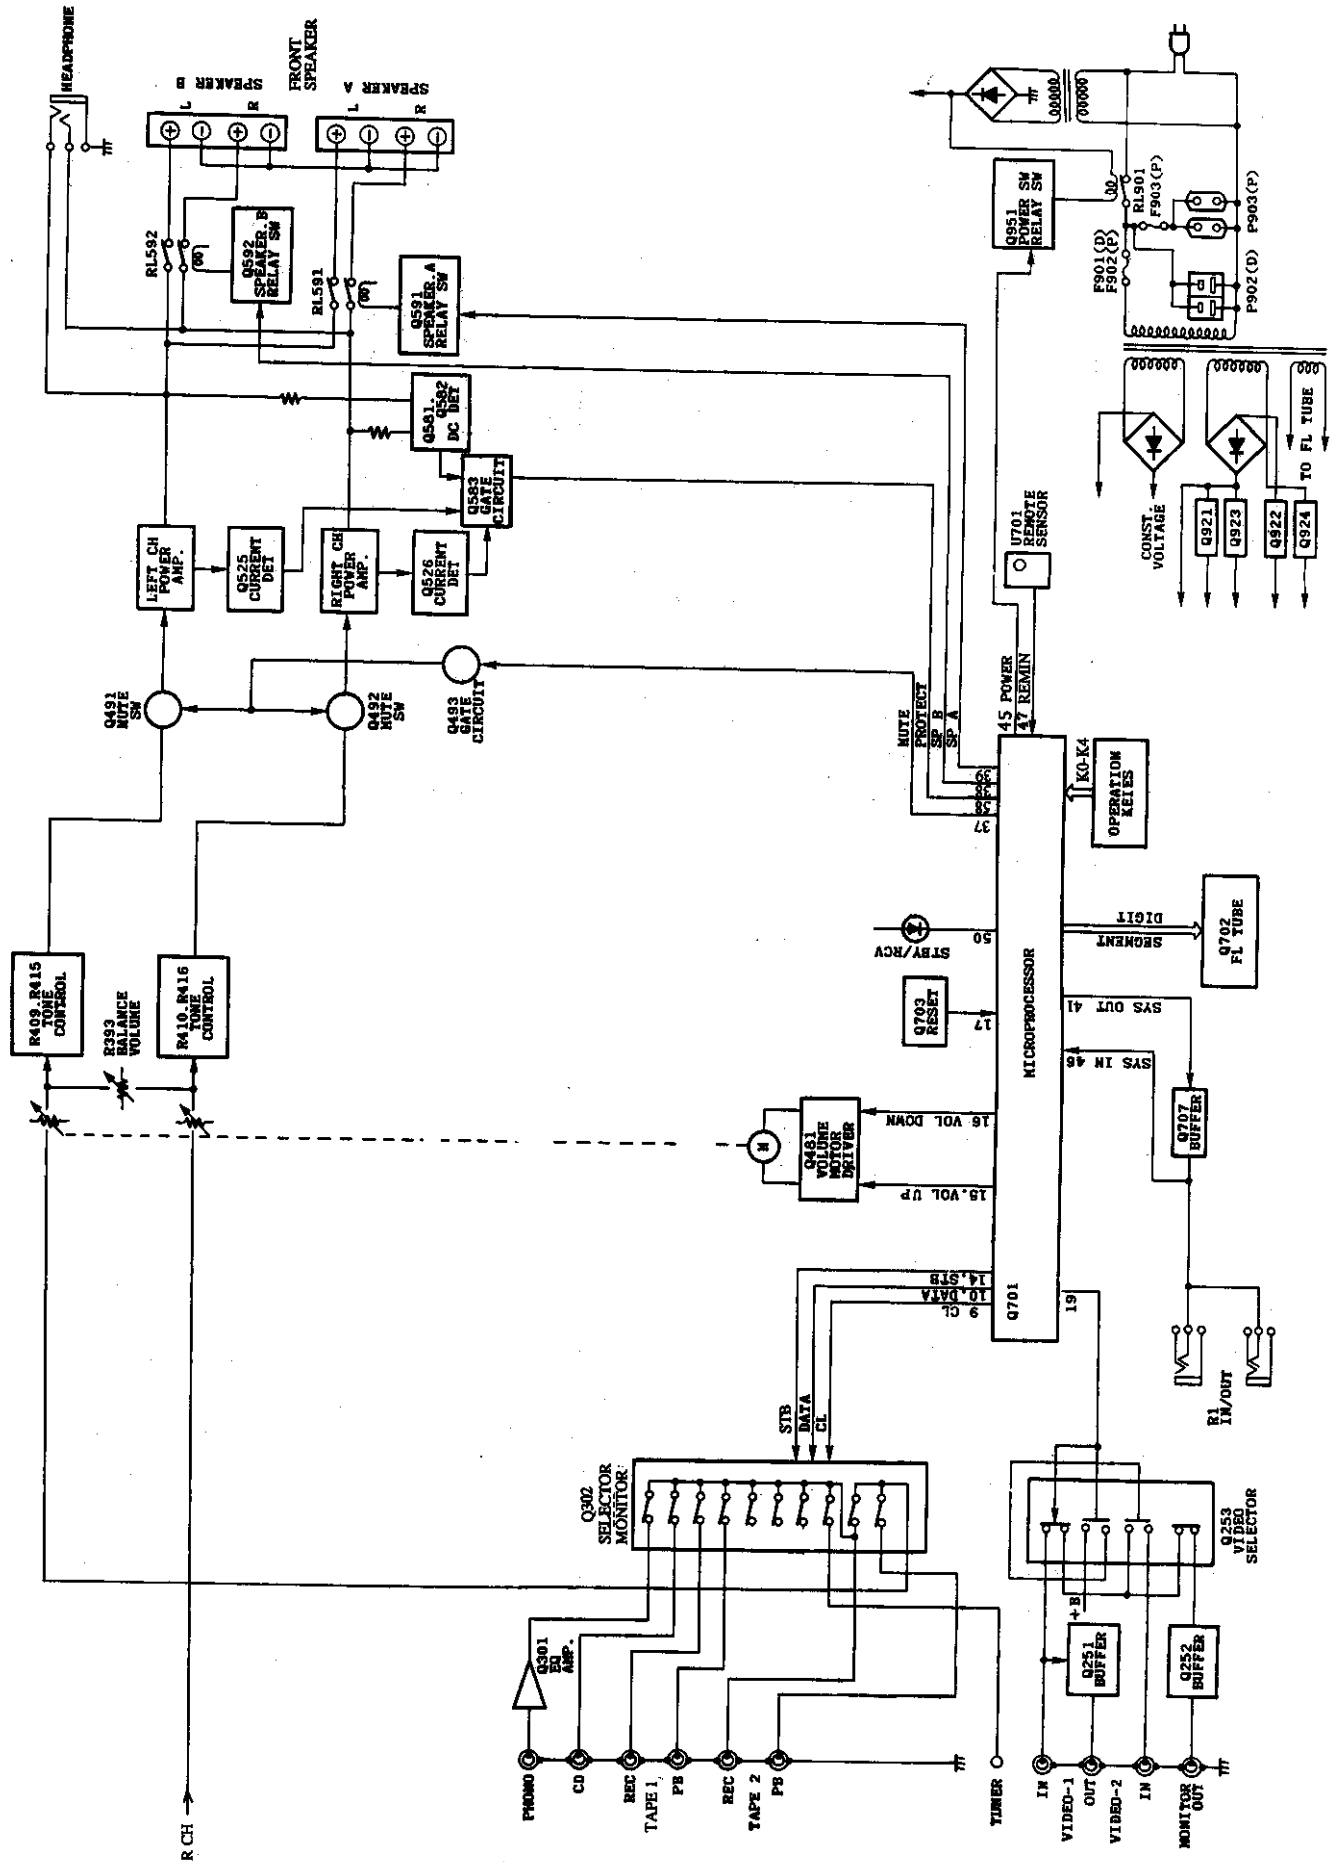 R CH
PHONO
CD
REC
TAPE 1
PB
REC
TAPE 2
PB
TUNER
IN
VIDEO-1
OUT
VIDEO-2
IN
MONITOR
OUT
Q301
EQ
AMP.
+B
Q251
BUFFER
Q252
BUFFER
Q302
SELECTOR
MONITOR
STB
DATA
CL
Q253
VIDEO
SELECTOR
R1
IN/OUT
14,STB
10,DATA
9 CL
Q701
MICROPROCESSOR
19
15.VOL UP
16 VOL DOWN
Q481
VOLUME
MOTOR
DRIVER
M
Q703
RESET
17
STBY/RCV
50
Q707
BUFFER
SYS IN 46
SYS OUT 41
SEGMENT
DIGIT
Q702
FL TUBE
OPERATION
KEIES
K0-K4
37
58
38
39
MUTE
PROTECT
SP B
SP A
45 POWER
47 REMIN
U701
REMOTE
SENSOR
R409.R415
TONE
CONTROL
R393
BALANCE
VOLUME
R410.R416
TONE
CONTROL
Q491
MUTE
SW
Q492
MUTE
SW
Q493
GATE
CIRCUIT
LEFT CH
POWER
AMP.
Q525
CURRENT
DET
RIGHT CH
POWER
AMP.
Q526
CURRENT
DET
Q583
GATE
CIRCUIT
Q581.
Q582
DC DET
RL592
Q592
SPEAKER.B
RELAY SW
RL591
Q591
SPEAKER.A
RELAY SW
HEADPHONE
SPEAKER B
L
R
FRONT
SPEAKER
SPEAKER A
L
R
Q951
POWER SW
RELAY SW
RL901
F903(P)
F901(D)
F902(P)
P903(P)
P902(D)
CONST.
VOLTAGE
Q921
Q923
Q922
Q924
TO FL TUBE